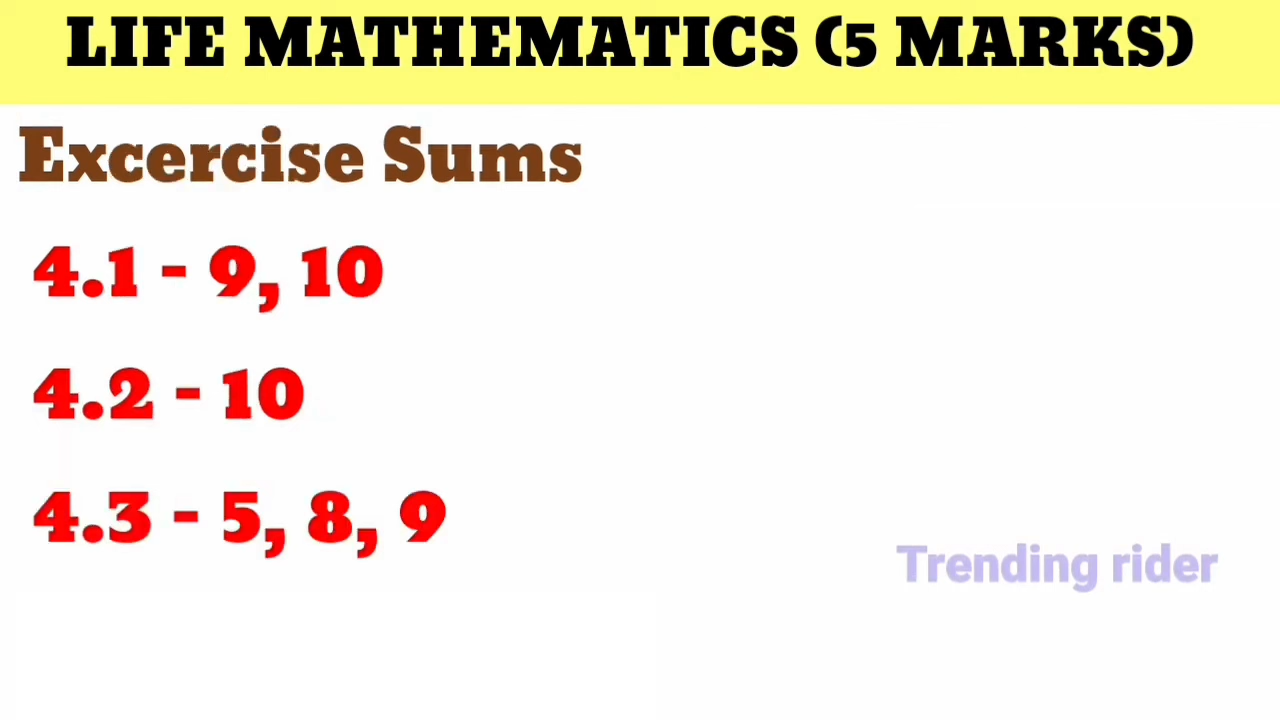 LIFE MATHEMATICS (5 MARKS)
Excercise Sums
4.1 - 9, 10
4.2 - 10
4.3 - 5, 8, 9
Trending rider